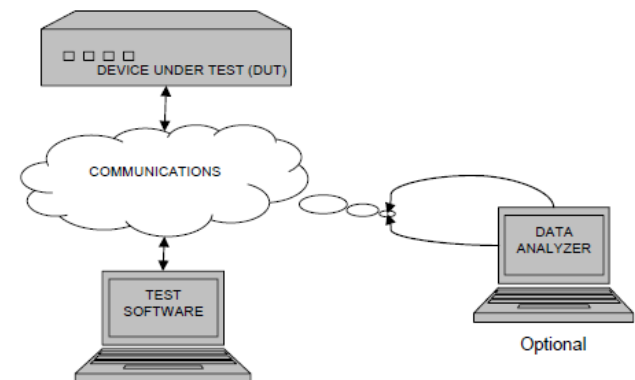 DEVICE UNDER TEST (DUT)
COMMUNICATIONS
DATA
ANALYZER
TEST
SOFTWARE
Optional